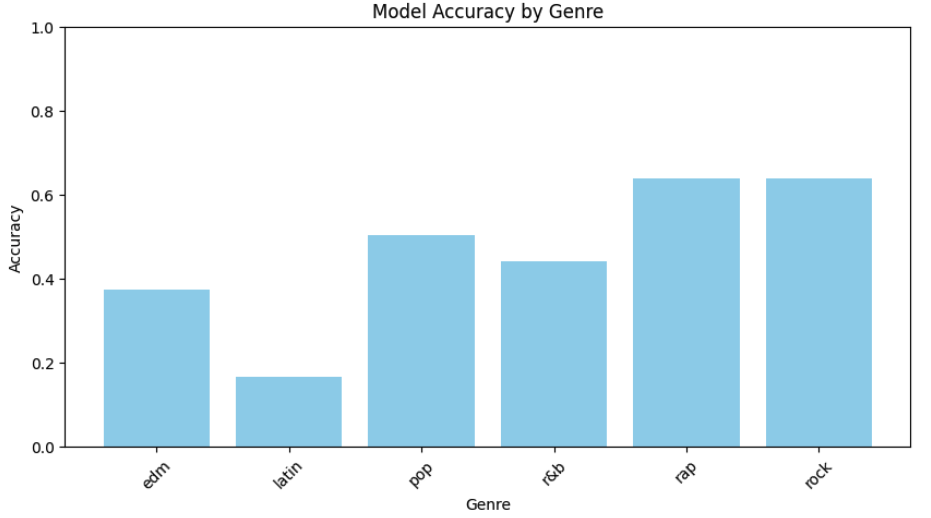 Model Accuracy by Genre
1.0
0.8
0.6
0.4
0.2
0.0
Accuracy
edm
latin
pop
r&b
rap
rock
Genre